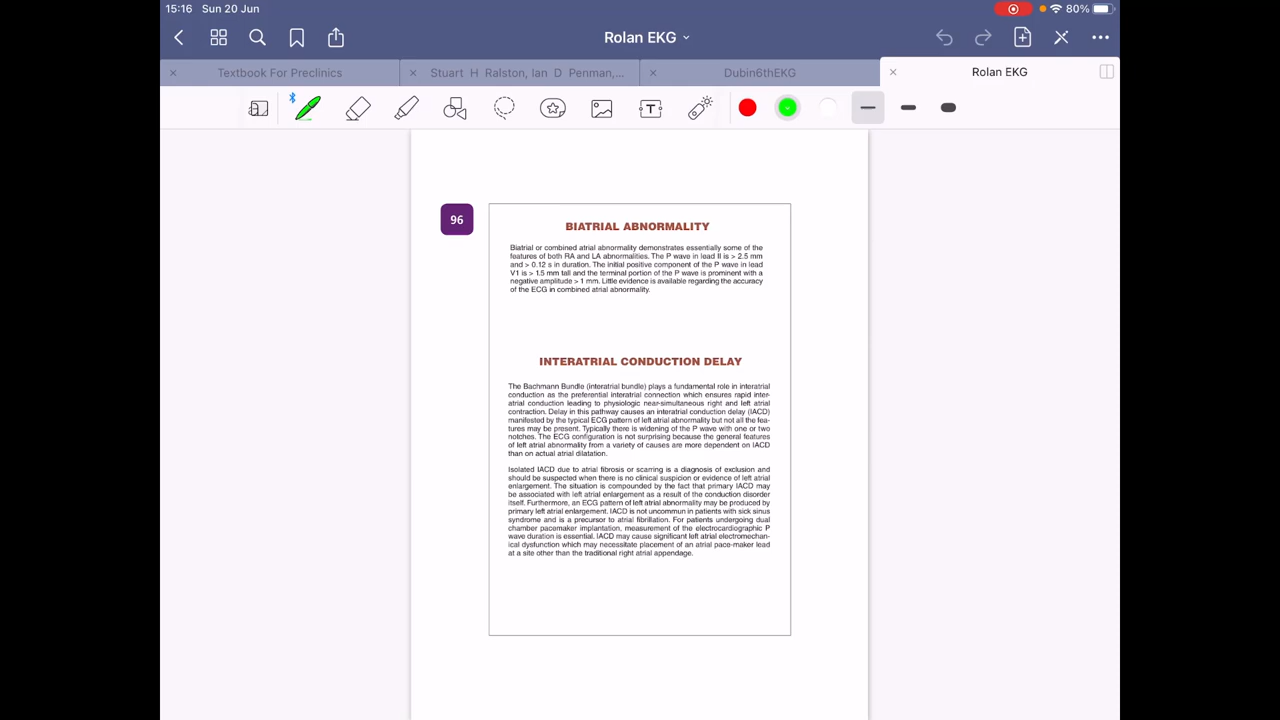 15:16 Sun 20 Jun 80%
Rolan EKG
Textbook For Preclinics Stuart H Ralston, Ian D Penman,... Dubin6thEKG Rolan EKG
T
96
BIATRIAL ABNORMALITY
Biatrial or combined atrial abnormality demonstrates essentially some of the
features of both RA and LA abnormalities. The P wave in lead II is > 2.5 mm
and > 0.12 s in duration. The initial positive component of the P wave in lead
V1 is > 1.5 mm tall and the terminal portion of the P wave is prominent with a
negative amplitude > 1 mm. Little evidence is available regarding the accuracy
of the ECG in combined atrial abnormality.
INTERATRIAL CONDUCTION DELAY
The Bachmann Bundle (interatrial bundle) plays a fundamental role in interatrial
conduction as the preferential interatrial connection which ensures rapid inter-
atrial conduction leading to physiologic near-simultaneous right and left atrial
contraction. Delay in this pathway causes an interatrial conduction delay (IACD)
manifested by the typical ECG pattern of left atrial abnormality but not all the fea-
tures may be present. Typically there is widening of the P wave with one or two
notches. The ECG configuration is not surprising because the general features
of left atrial abnormality from a variety of causes are more dependent on IACD
than on actual atrial dilatation.
Isolated IACD due to atrial fibrosis or scarring is a diagnosis of exclusion and
should be suspected when there is no clinical suspicion or evidence of left atrial
enlargement. The situation is compounded by the fact that primary IACD may
be associated with left atrial enlargement as a result of the conduction disorder
itself. Furthermore, an ECG pattern of left atrial abnormality may be produced by
primary left atrial enlargement. IACD is not uncommun in patients with sick sinus
syndrome and is a precursor to atrial fibrillation. For patients undergoing dual
chamber pacemaker implantation, measurement of the electrocardiographic P
wave duration is essential. IACD may cause significant left atrial electromechan-
ical dysfunction which may necessitate placement of an atrial pace-maker lead
at a site other than the traditional right atrial appendage.